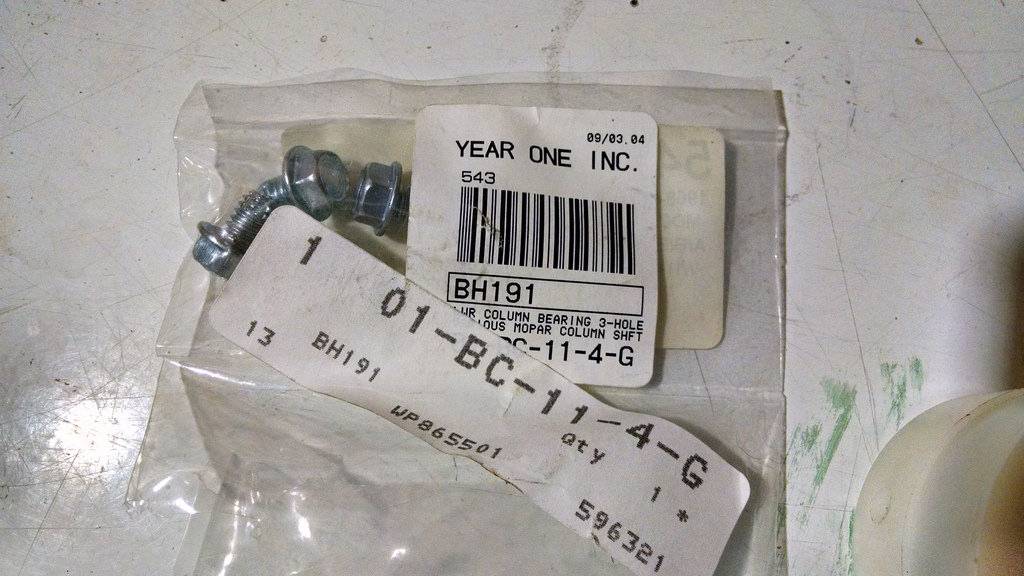 09/03.04
YEAR ONE INC.
543
BH191
COLUMN BEARING 3-HOLE
MOPAR COLUMN SHFT
-11-4-G
1
01-BC-11-4-G
13
BH191
Qty
1 *
WP865501
596321